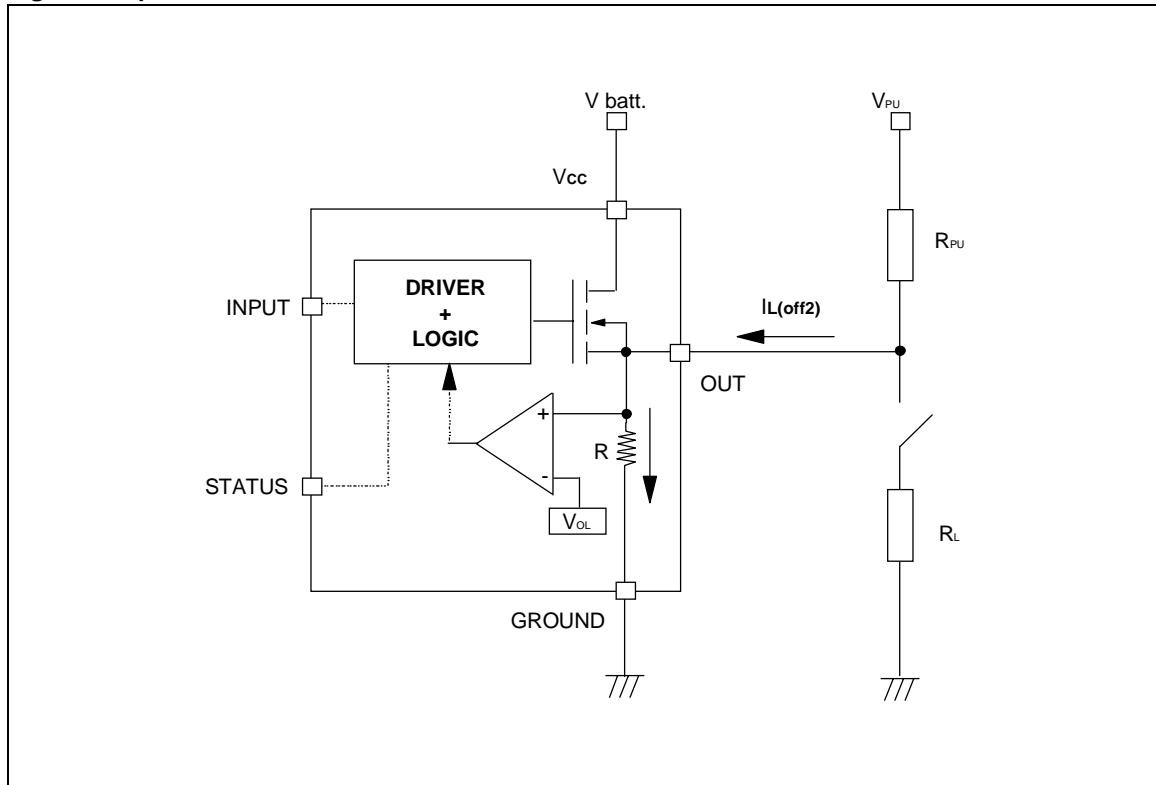 V batt.
VPU
Vcc
RPU
DRIVER
+
LOGIC
INPUT
IL(off2)
OUT
+
R
-
STATUS
VOL
RL
GROUND